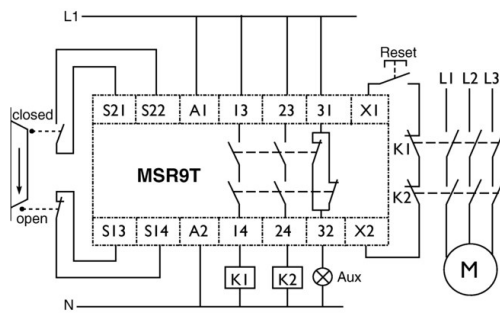 L1
Reset
L1 L2 L3
closed
S21 S22 A1 13 23 31 X1
K1
MSR9T
K2
open
S13 S14 A2 14 24 32 X2
K1 K2 Aux
M
N